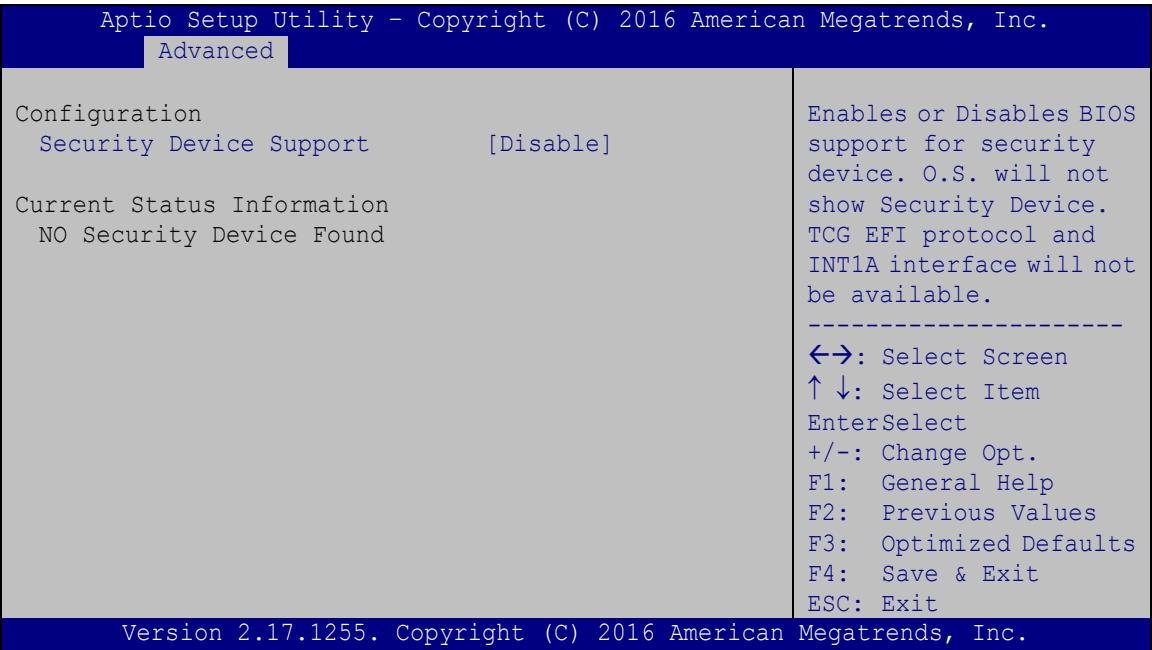 Aptio Setup Utility – Copyright (C) 2016 American Megatrends, Inc.
Advanced
Configuration
Security Device Support [Disable]
Current Status Information
NO Security Device Found
Enables or Disables BIOS
support for security
device. O.S. will not
show Security Device.
TCG EFI protocol and
INT1A interface will not
be available.
----------------------
←→: Select Screen
↑ ↓: Select Item
EnterSelect
+/-: Change Opt.
F1: General Help
F2: Previous Values
F3: Optimized Defaults
F4: Save & Exit
ESC: Exit
Version 2.17.1255. Copyright (C) 2016 American Megatrends, Inc.